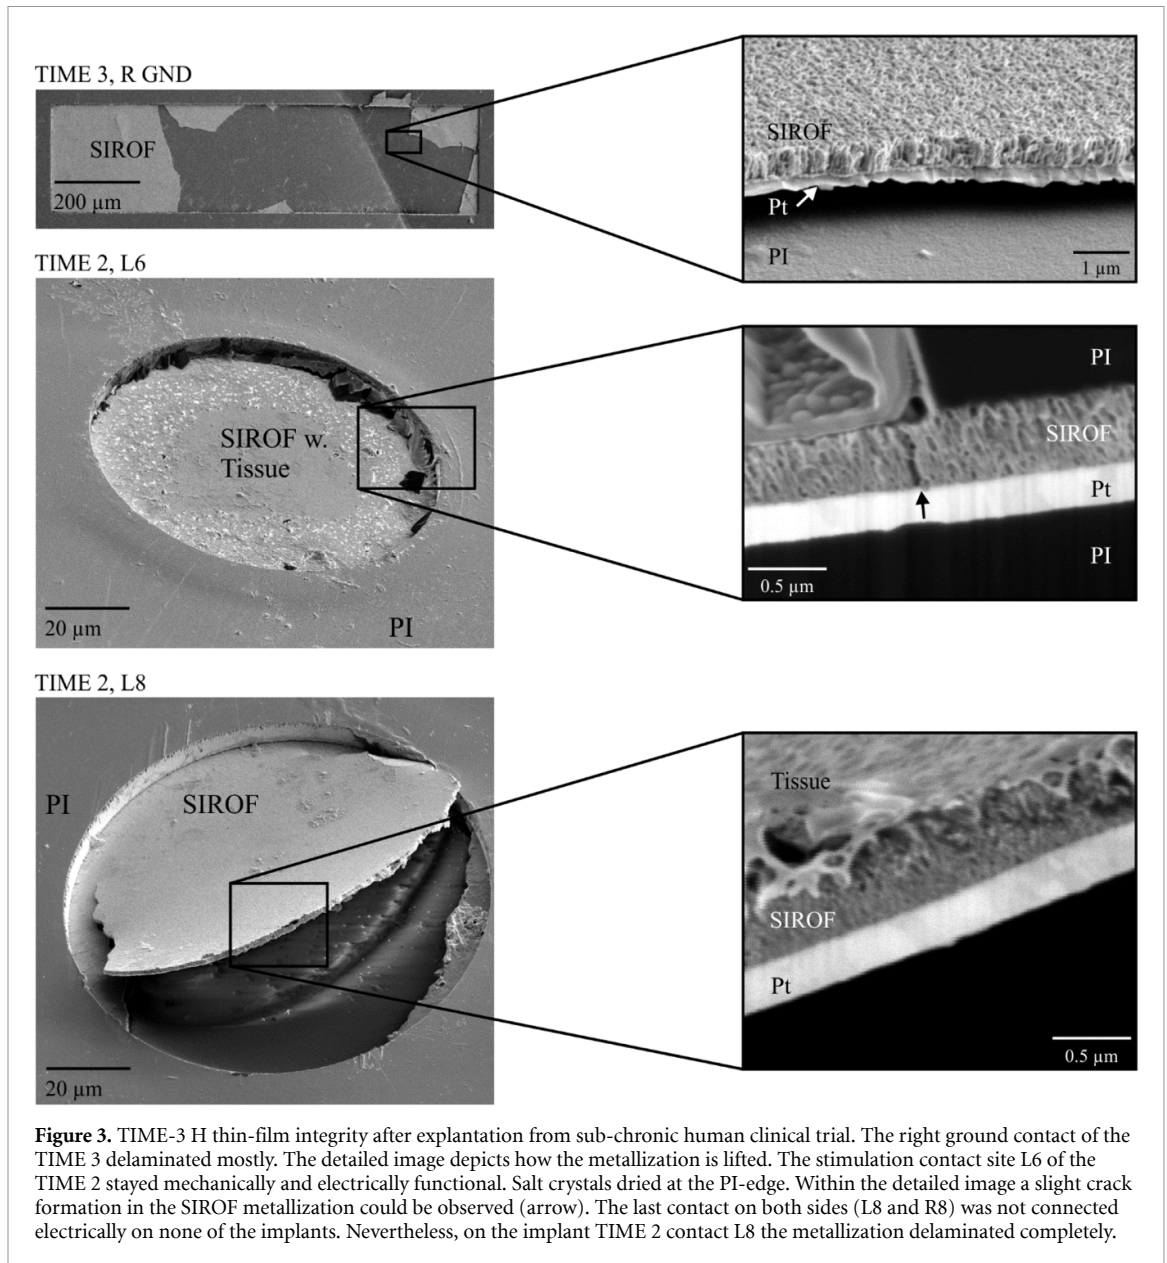 TIME 3, R GND
SIROF
200 µm
SIROF
Pt
PI
1 µm
TIME 2, L6
SIROF w.
Tissue
20 µm
PI
PI
SIROF
Pt
PI
0.5 µm
TIME 2, L8
PI
SIROF
20 µm
Tissue
SIROF
Pt
0.5 µm
Figure 3. TIME-3 H thin-film integrity after explantation from sub-chronic human clinical trial. The right ground contact of the
TIME 3 delaminated mostly. The detailed image depicts how the metallization is lifted. The stimulation contact site L6 of the
TIME 2 stayed mechanically and electrically functional. Salt crystals dried at the PI-edge. Within the detailed image a slight crack
formation in the SIROF metallization could be observed (arrow). The last contact on both sides (L8 and R8) was not connected
electrically on none of the implants. Nevertheless, on the implant TIME 2 contact L8 the metallization delaminated completely.